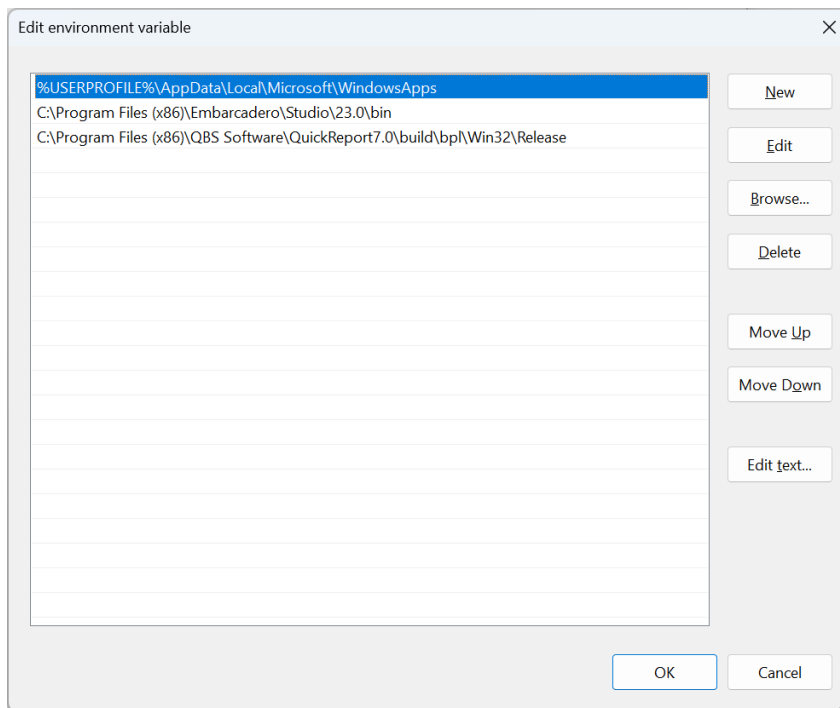 Edit environment variable
%USERPROFILE%\AppData\Local\Microsoft\WindowsApps
C:\Program Files (x86)\Embarcadero\Studio\23.0\bin
C:\Program Files (x86)\QBS Software\QuickReport7.0\build\bpl\Win32\Release
New
Edit
Browse...
Delete
Move Up
Move Down
Edit text...
OK
Cancel